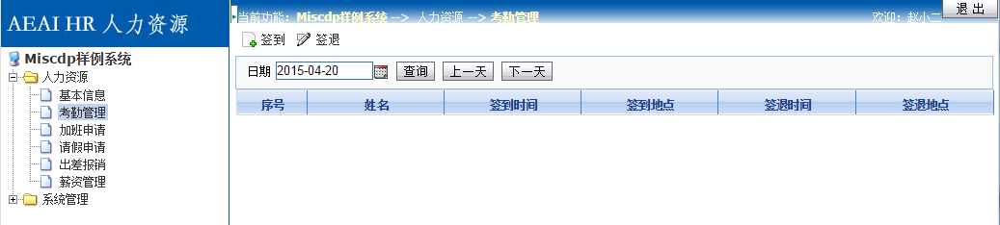 AEAI HR 人力资源
Miscdp样例系统
人力资源
基本信息
考勤管理
加班申请
请假申请
出差报销
薪资管理
系统管理
当前功能：Miscdp样例系统 --> 人力资源 --> 考勤管理
欢迎：赵小二
退 出
签到 签退
日期 2015-04-20 查询 上一天 下一天
序号 姓名 签到时间 签到地点 签退时间 签退地点